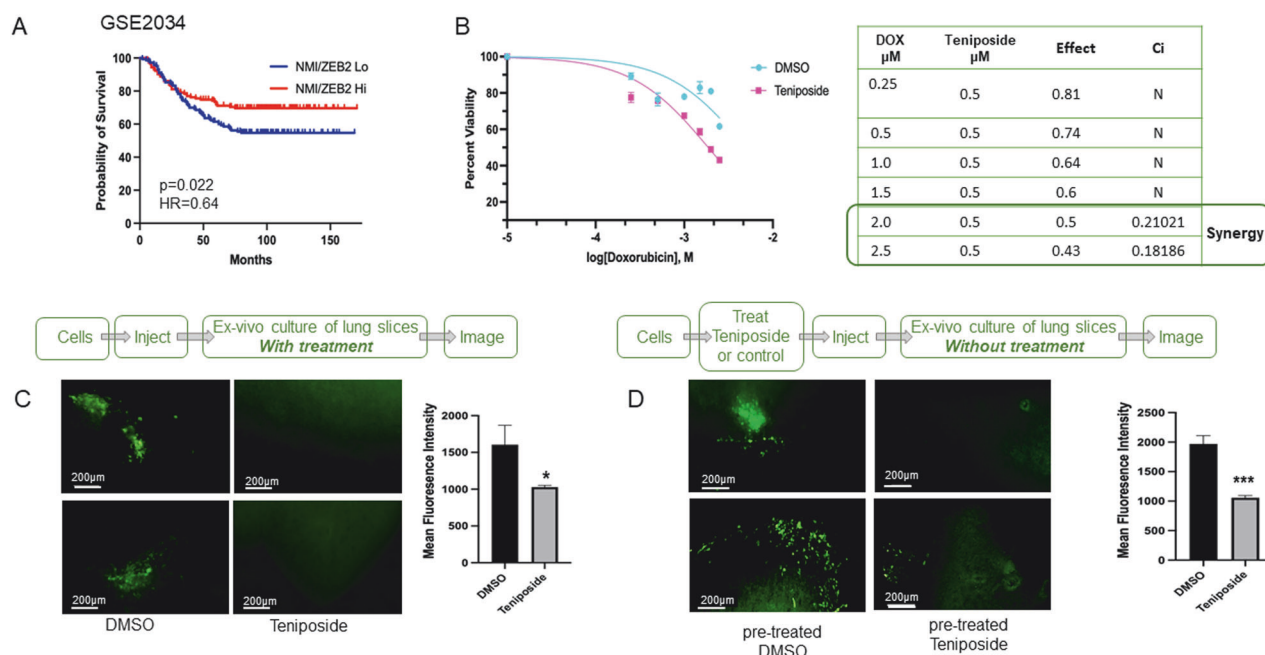 A
GSE2034
NMI/ZEB2 Lo
NMI/ZEB2 Hi
Probability of Survival
100
80
60
40
20
0
p=0.022
HR=0.64
0
50
100
150
Months
B
Percent Viability
100
80
60
40
20
DMSO
Teniposide
-5
-4
-3
-2
log[Doxorubicin], M
DOX Teniposide Effect Ci
µM µM
0.25 0.5 0.81 N
0.5 0.5 0.74 N
1.0 0.5 0.64 N
1.5 0.5 0.6 N
2.0 0.5 0.5 0.21021
2.5 0.5 0.43 0.18186
Synergy
Cells
Inject
Ex-vivo culture of lung slices
With treatment
Image
Cells
Treat
Teniposide
or control
Inject
Ex-vivo culture of lung slices
Without treatment
Image
C
200µm
200µm
200µm
200µm
DMSO
Teniposide
Mean Fluoresence Intensity
2000
1500
1000
500
0
*
DMSO
Teniposide
D
200µm
200µm
200µm
200µm
pre-treated
DMSO
pre-treated
Teniposide
Mean Fluoresence Intensity
2500
2000
1500
1000
500
0
***
DMSO
Teniposide